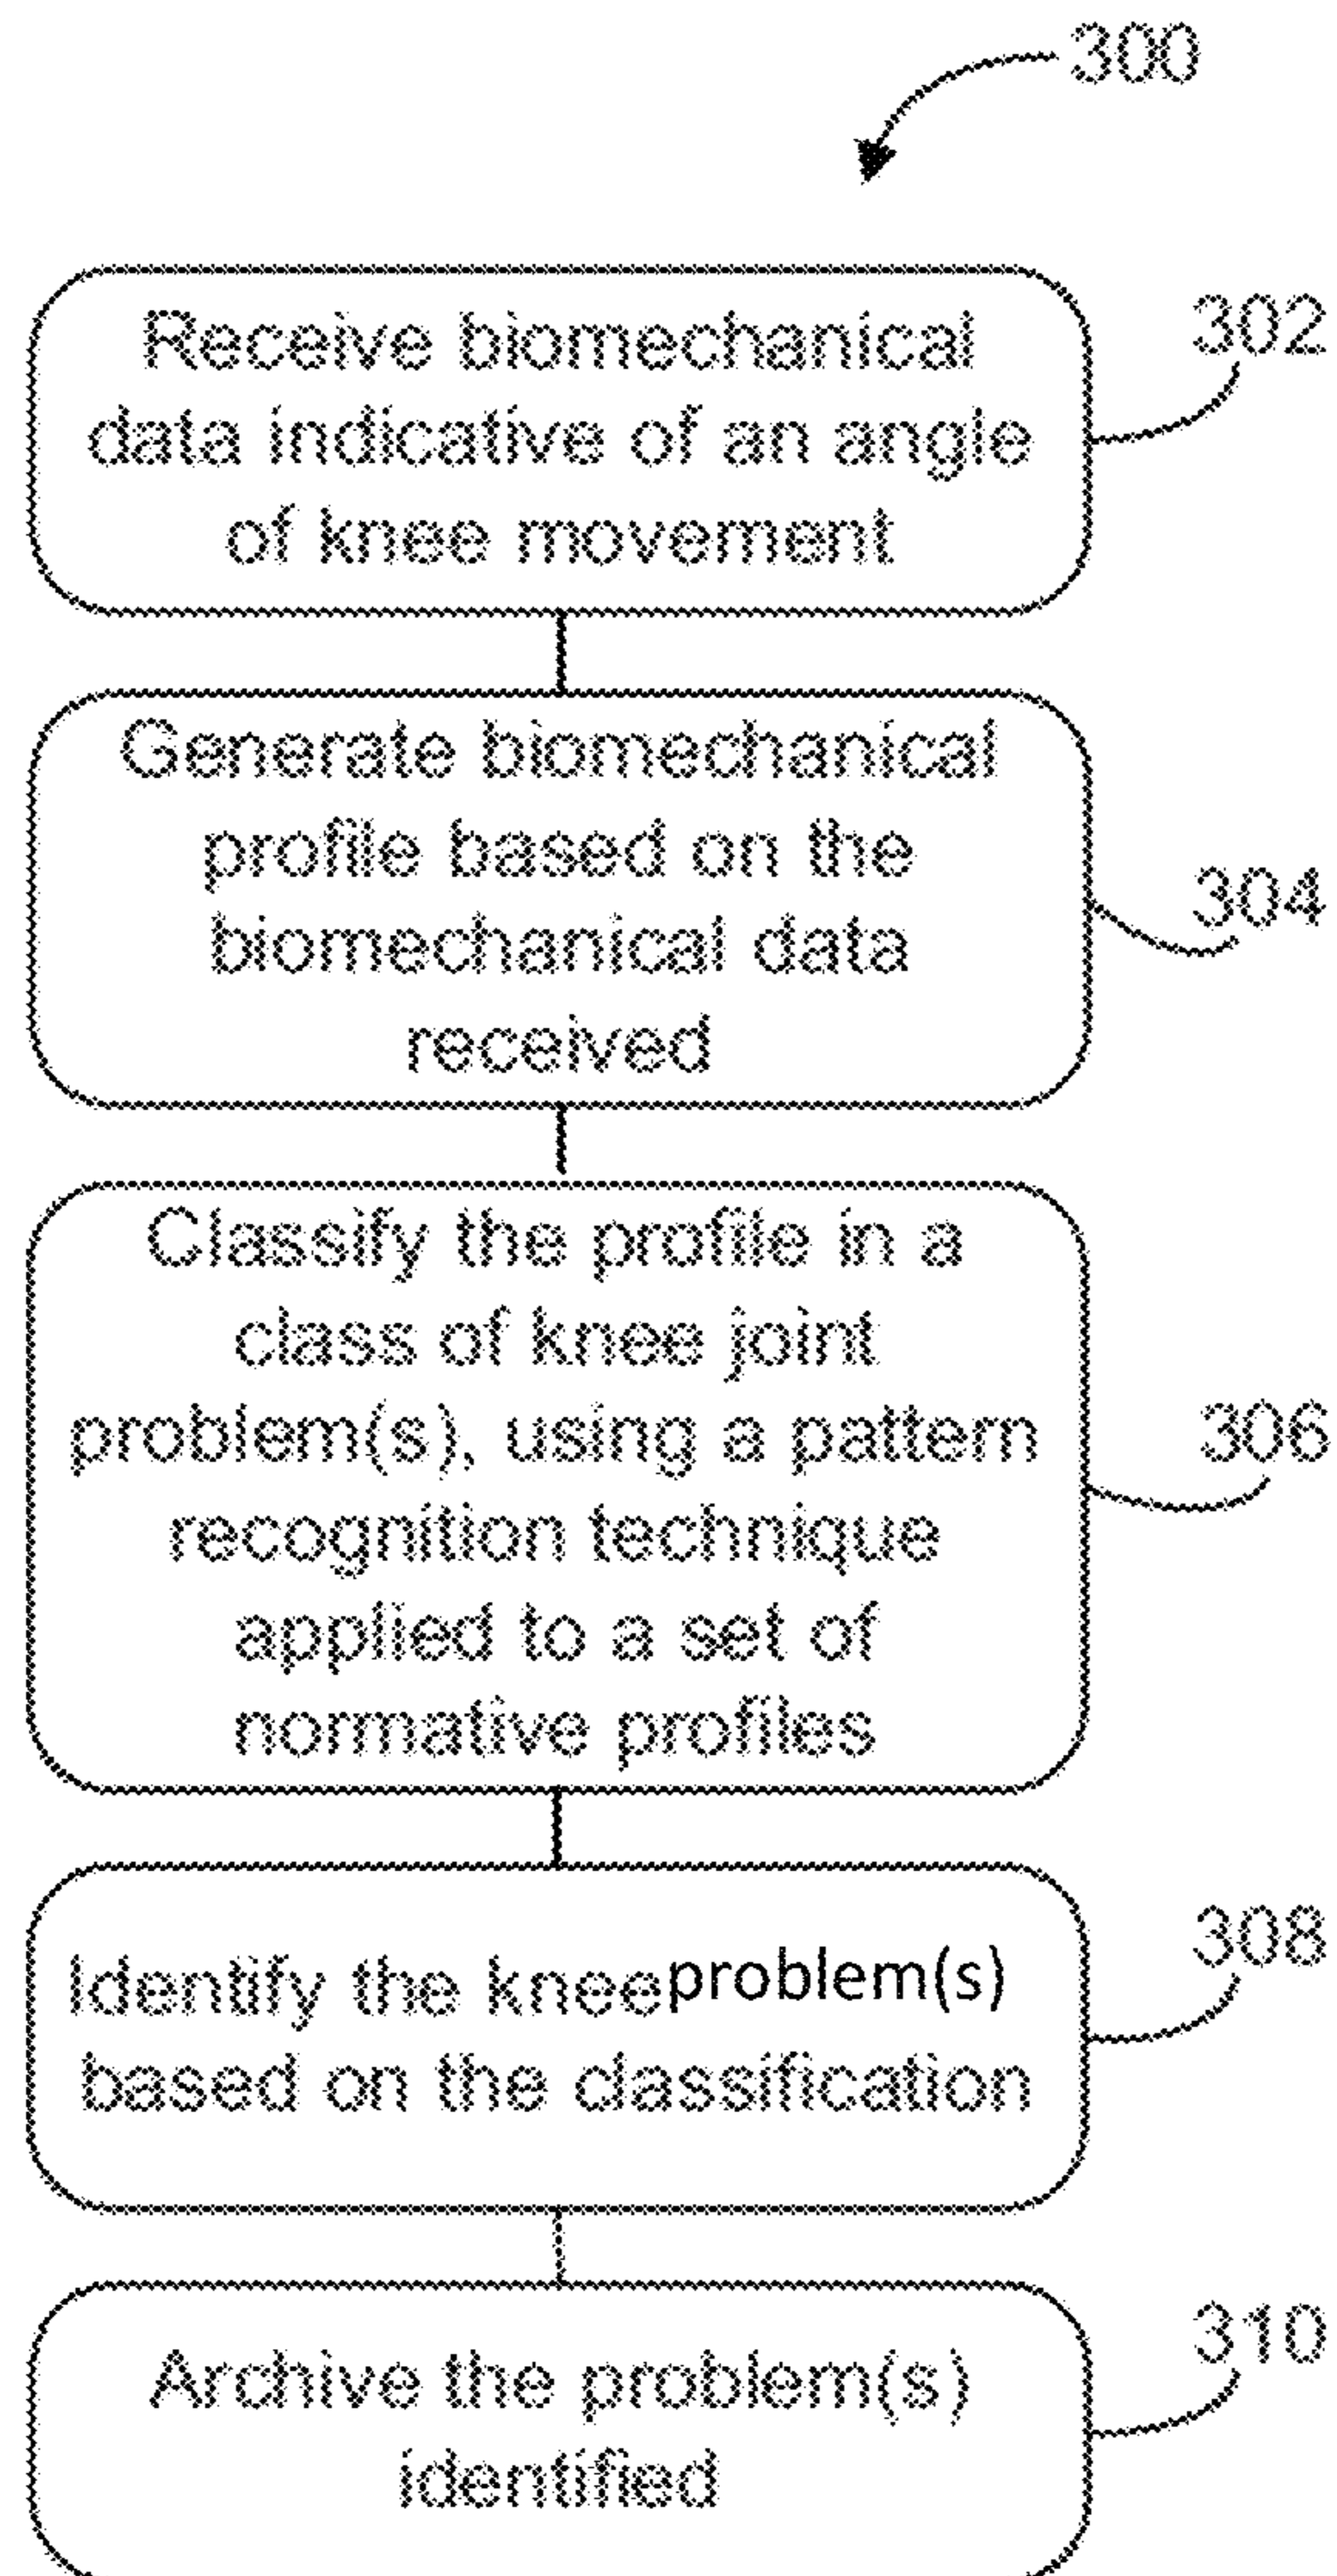 300
Receive biomechanical
data indicative of an angle
of knee movement
302
Generate biomechanical
profile based on the
biomechanical data
received
304
Classify the profile in a
class of knee joint
problem(s), using a pattern
recognition technique
applied to a set of
normative profiles
306
Identify the knee problem(s)
based on the classification
308
Archive the problem(s)
identified
310